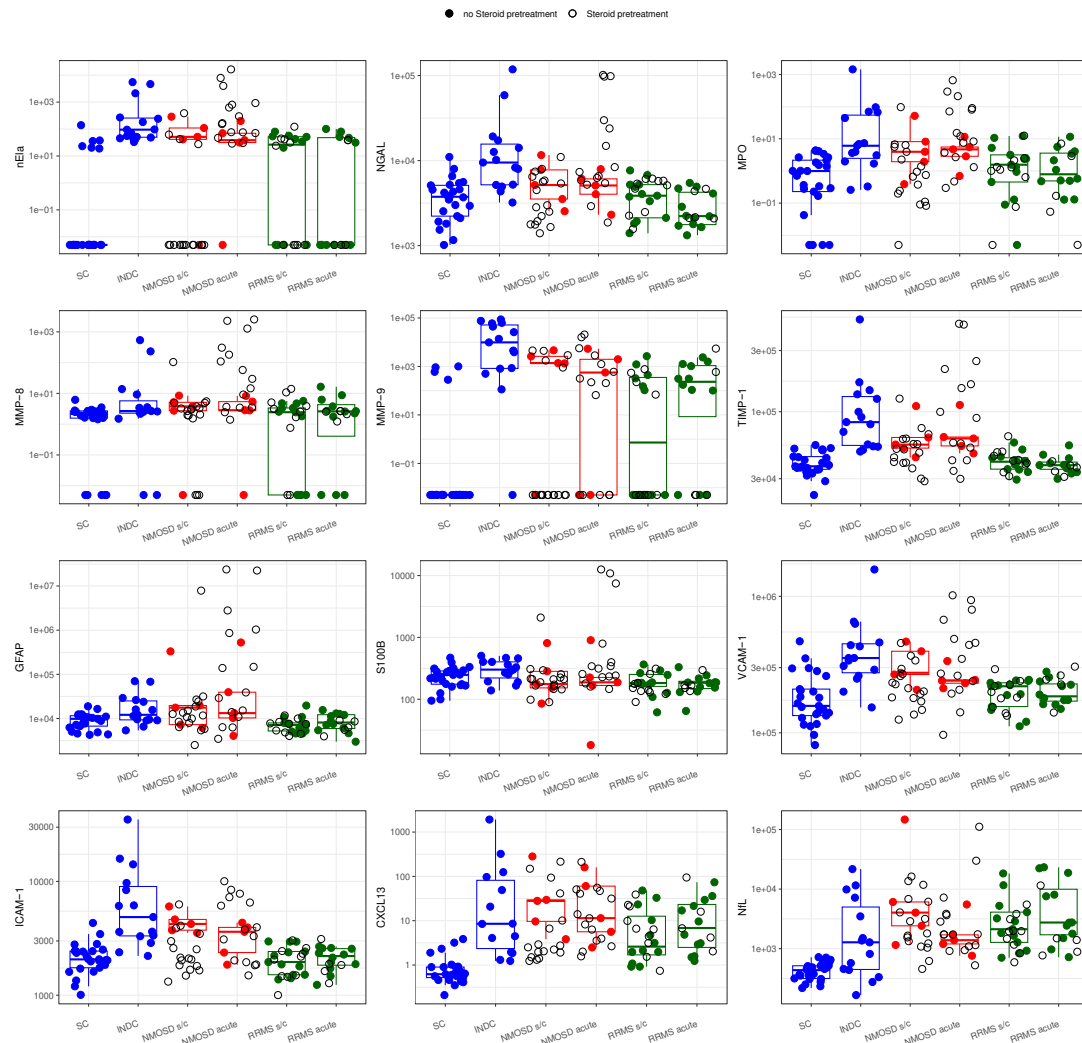 no Steroid pretreatment Steroid pretreatment
nEla
1e+03
1e+01
1e-01
SC INDC NMOSD s/c NMOSD acute RRMS s/c RRMS acute
NGAL
1e+05
1e+04
1e+03
SC INDC NMOSD s/c NMOSD acute RRMS s/c RRMS acute
MPO
1e+03
1e+01
1e-01
SC INDC NMOSD s/c NMOSD acute RRMS s/c RRMS acute
MMP-8
1e+03
1e+01
1e-01
SC INDC NMOSD s/c NMOSD acute RRMS s/c RRMS acute
MMP-9
1e+05
1e+03
1e+01
1e-01
SC INDC NMOSD s/c NMOSD acute RRMS s/c RRMS acute
TIMP-1
3e+05
1e+05
3e+04
SC INDC NMOSD s/c NMOSD acute RRMS s/c RRMS acute
GFAP
1e+07
1e+06
1e+05
1e+04
SC INDC NMOSD s/c NMOSD acute RRMS s/c RRMS acute
S100B
10000
1000
100
SC INDC NMOSD s/c NMOSD acute RRMS s/c RRMS acute
VCAM-1
1e+06
3e+05
1e+05
SC INDC NMOSD s/c NMOSD acute RRMS s/c RRMS acute
ICAM-1
30000
10000
3000
1000
SC INDC NMOSD s/c NMOSD acute RRMS s/c RRMS acute
CXCL13
1000
100
10
1
SC INDC NMOSD s/c NMOSD acute RRMS s/c RRMS acute
NfL
1e+05
1e+04
1e+03
SC INDC NMOSD s/c NMOSD acute RRMS s/c RRMS acute